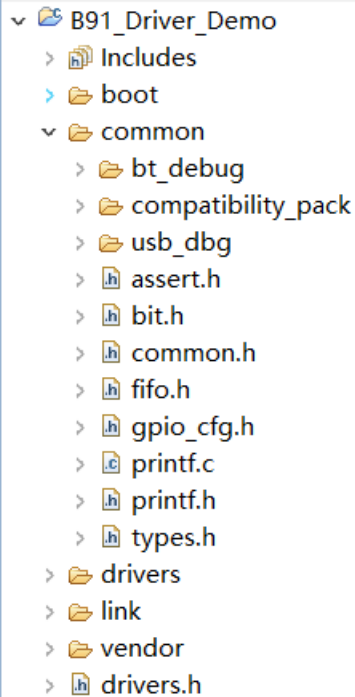 B91_Driver_Demo
Includes
boot
common
bt_debug
compatibility_pack
usb_dbg
assert.h
bit.h
common.h
fifo.h
gpio_cfg.h
printf.c
printf.h
types.h
drivers
link
vendor
drivers.h